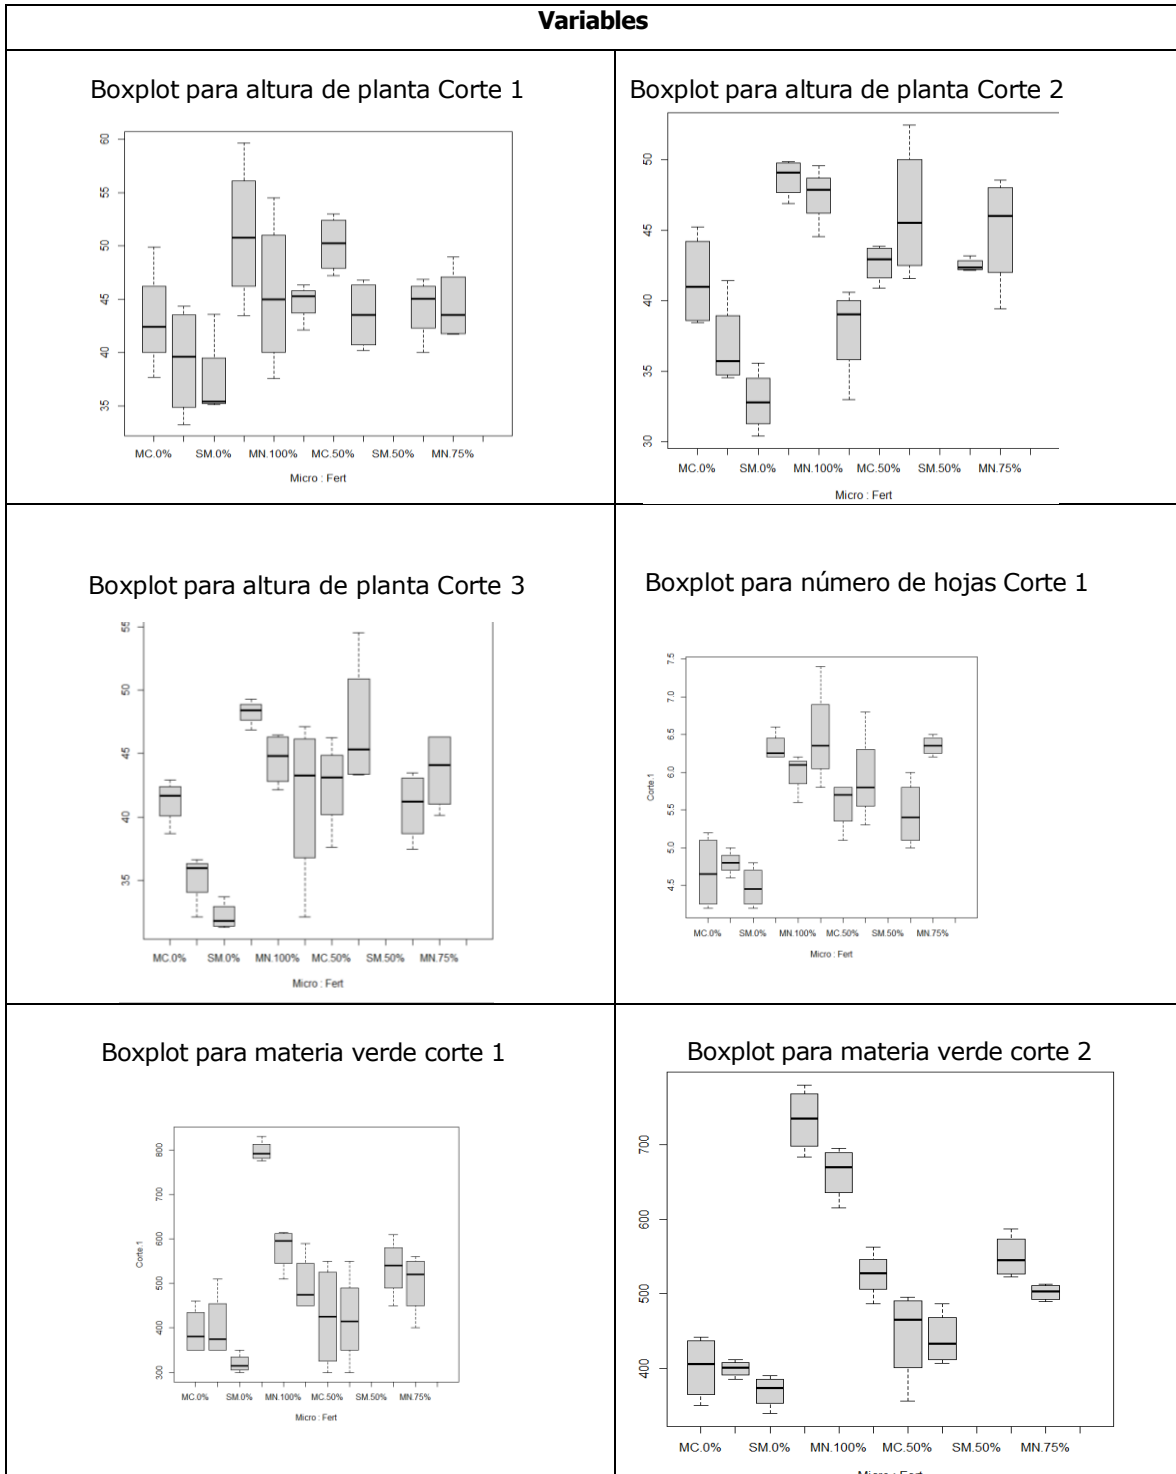 Variables
Boxplot para altura de planta Corte 1
60
55
50
45
40
35
MC.0% SM.0% MN.100% MC.50% SM.50% MN.75%
Micro : Fert
Boxplot para altura de planta Corte 2
50
45
40
35
30
MC.0% SM.0% MN.100% MC.50% SM.50% MN.75%
Micro : Fert
Boxplot para altura de planta Corte 3
55
50
45
40
35
MC.0% SM.0% MN.100% MC.50% SM.50% MN.75%
Micro : Fert
Boxplot para número de hojas Corte 1
7.5
7.0
6.5
6.0
5.5
5.0
4.5
Corte.1
MC.0% SM.0% MN.100% MC.50% SM.50% MN.75%
Micro : Fert
Boxplot para materia verde corte 1
800
700
600
500
400
300
Corte.1
MC.0% SM.0% MN.100% MC.50% SM.50% MN.75%
Micro : Fert
Boxplot para materia verde corte 2
700
600
500
400
MC.0% SM.0% MN.100% MC.50% SM.50% MN.75%
Micro : Fert